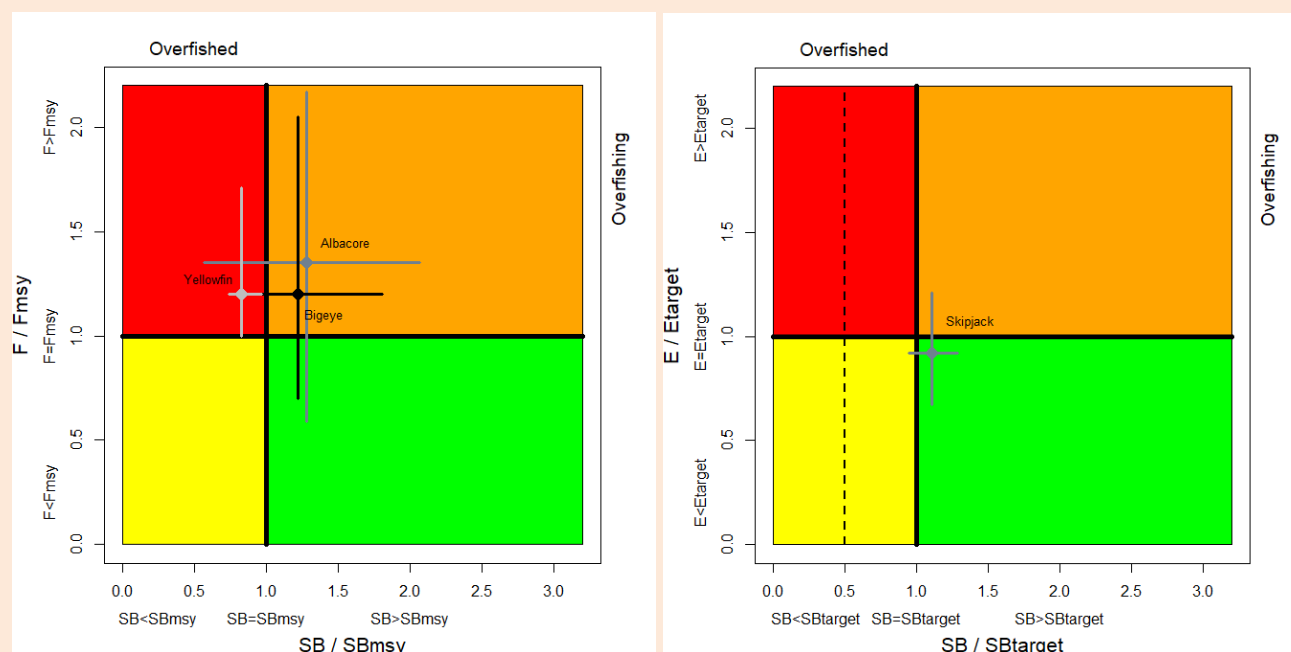 Overfished
F>Fmsy
F=Fmsy
F<Fmsy
F / Fmsy
2.0
1.5
1.0
0.5
0.0
Albacore
Yellowfin
Bigeye
Overfishing
0.0 0.5 1.0 1.5 2.0 2.5 3.0
SB<SBmsy SB=SBmsy SB>SBmsy
SB / SBmsy
Overfished
E>Etarget
E=Etarget
E<Etarget
E / Etarget
2.0
1.5
1.0
0.5
0.0
Skipjack
Overfishing
0.0 0.5 1.0 1.5 2.0 2.5 3.0
SB<SBtarget SB=SBtarget SB>SBtarget
SB / SBtarget